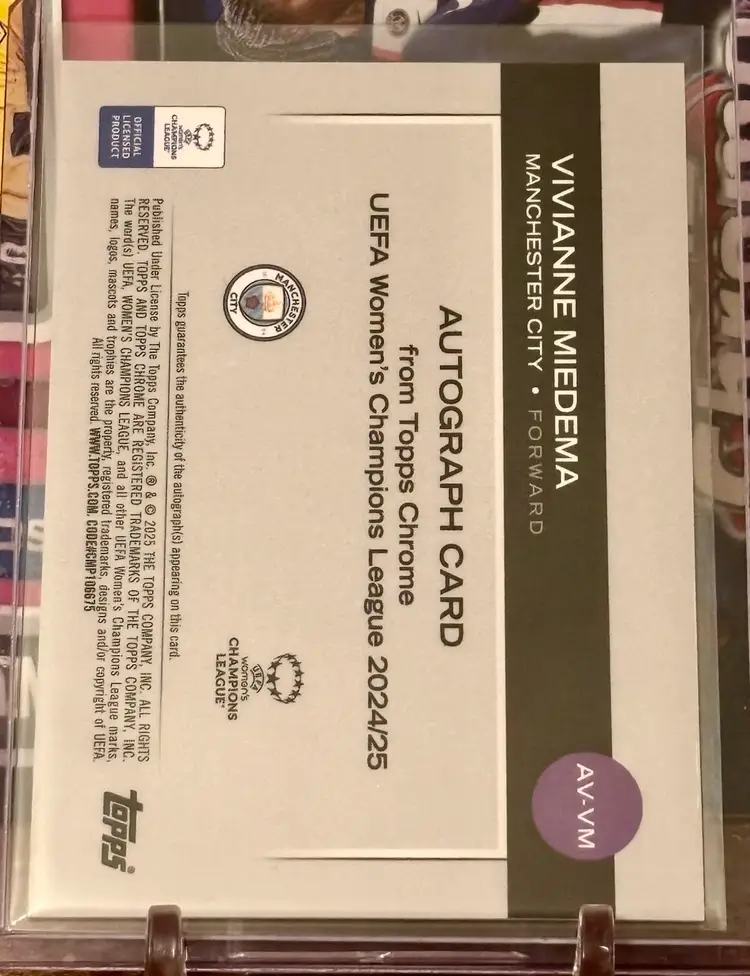 VIVIANNE MIEDEMA
MANCHESTER CITY • FORWARD
AV-VM
AUTOGRAPH CARD
from Topps Chrome
UEFA Women's Champions League 2024/25
MANCHESTER
CITY
UEFA
women's
CHAMPIONS
LEAGUE™
Topps guarantees the authenticity of the autograph(s) appearing on this card.
women's
CHAMPIONS
LEAGUE
OFFICIAL
LICENSED
PRODUCT
Published Under License by The Topps Company, Inc. ® & © 2025 THE TOPPS COMPANY, INC. ALL RIGHTS
RESERVED. TOPPS AND TOPPS CHROME ARE REGISTERED TRADEMARKS OF THE TOPPS COMPANY, INC.
The word(s) UEFA, WOMEN'S CHAMPIONS LEAGUE, and all other UEFA Women's Champions League marks,
names, logos, mascots and trophies are the property, registered trademarks, designs and/or copyright of UEFA.
All rights reserved. WWW.TOPPS.COM. CODE#CMP106675
topps®